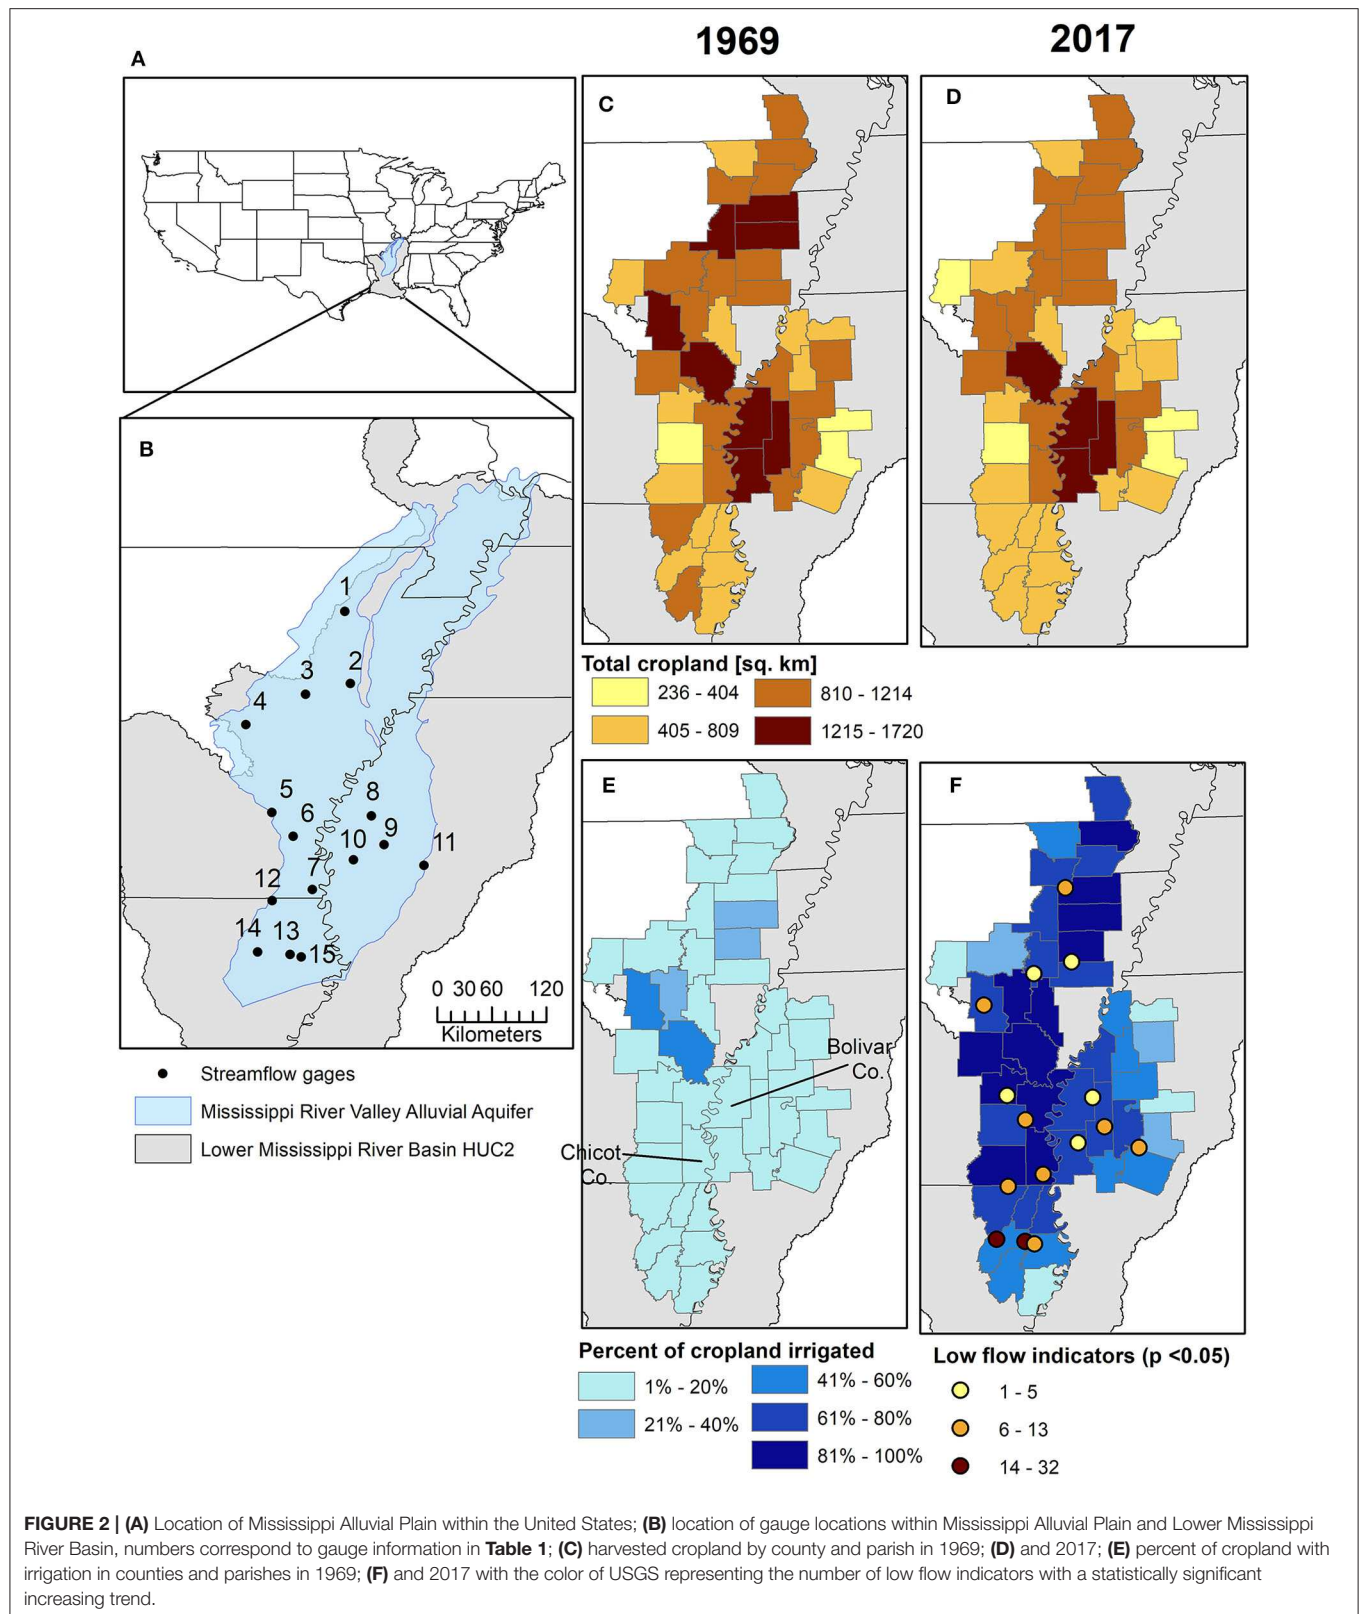 1969
2017
A
C
D
B
1
2
3
4
5
6
7
8
9
10
11
12
13
14
15
0 30 60 120
Kilometers
Streamflow gages
Mississippi River Valley Alluvial Aquifer
Lower Mississippi River Basin HUC2
Total cropland [sq. km]
236 - 404
810 - 1214
405 - 809
1215 - 1720
E
Bolivar
Co.
Chicot
Co.
F
Percent of cropland irrigated
1% - 20%
21% - 40%
41% - 60%
61% - 80%
81% - 100%
Low flow indicators (p <0.05)
1 - 5
6 - 13
14 - 32
FIGURE 2 | (A) Location of Mississippi Alluvial Plain within the United States; (B) location of gauge locations within Mississippi Alluvial Plain and Lower Mississippi
River Basin, numbers correspond to gauge information in Table 1; (C) harvested cropland by county and parish in 1969; (D) and 2017; (E) percent of cropland with
irrigation in counties and parishes in 1969; (F) and 2017 with the color of USGS representing the number of low flow indicators with a statistically significant
increasing trend.